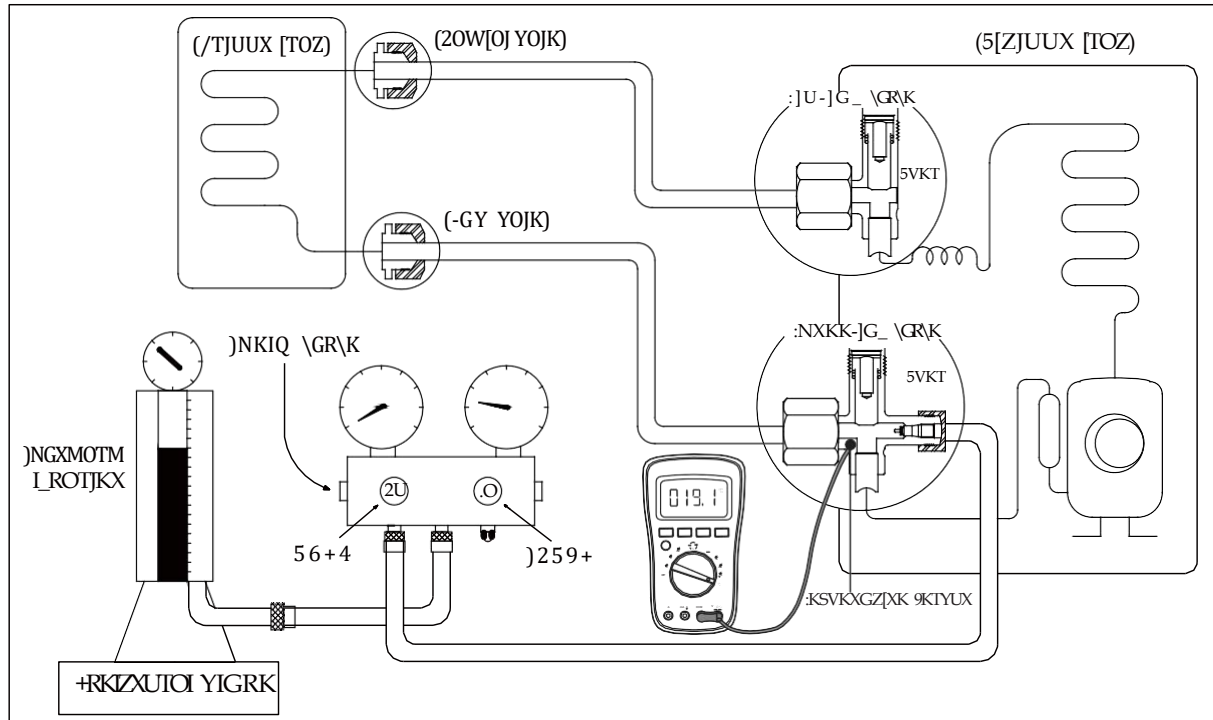 (/TJUUX [TOZ)
(2OW[OJ YOJK)
(5[ZJUUX [TOZ)
:]U-]G_ \GR\K
5VKT
(-GY YOJK)
:NXKK-]G_ \GR\K
5VKT
)NKIQ \GR\K
)NGXMOTM
I_ROTJKX
2U
.O
56+4
)259+
019.1
:KSVKXGZ[XK 9KTYUX
+RKIZXUTOI YIGRK